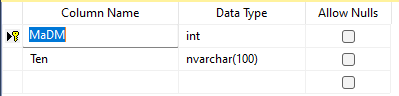 Column Name Data Type Allow Nulls
MaDM int
Ten nvarchar(100)